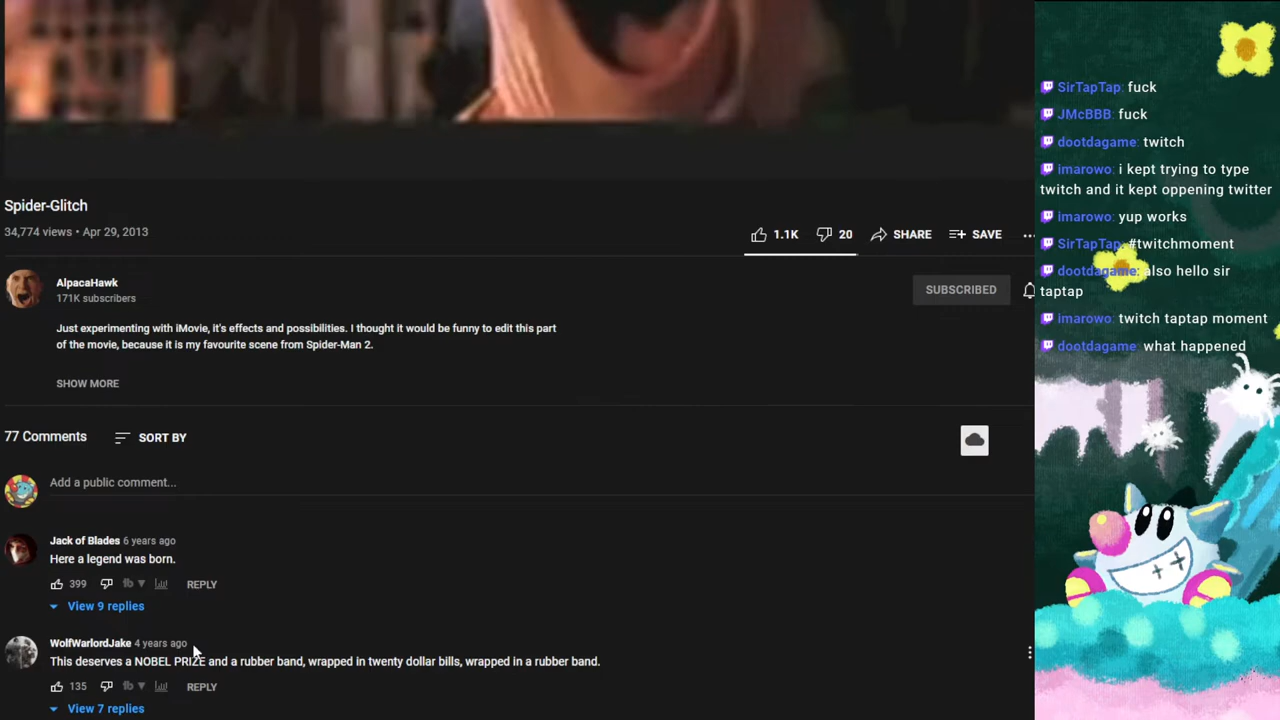 Spider-Glitch
34,774 views • Apr 29, 2013
1.1K
20
SHARE
SAVE
AlpacaHawk
171K subscribers
SUBSCRIBED
Just experimenting with iMovie, it's effects and possibilities. I thought it would be funny to edit this part
of the movie, because it is my favourite scene from Spider-Man 2.
SHOW MORE
77 Comments
SORT BY
Add a public comment...
Jack of Blades 6 years ago
Here a legend was born.
399
fb
REPLY
View 9 replies
WolfWarlordJake 4 years ago
This deserves a NOBEL PRIZE and a rubber band, wrapped in twenty dollar bills, wrapped in a rubber band.
135
fb
REPLY
View 7 replies
SirTapTap: fuck
JMcBBB: fuck
dootdagame: twitch
imarowo: i kept trying to type
twitch and it kept oppening twitter
imarowo: yup works
SirTapTap: #twitchmoment
dootdagame: also hello sir
taptap
imarowo: twitch taptap moment
dootdagame: what happened